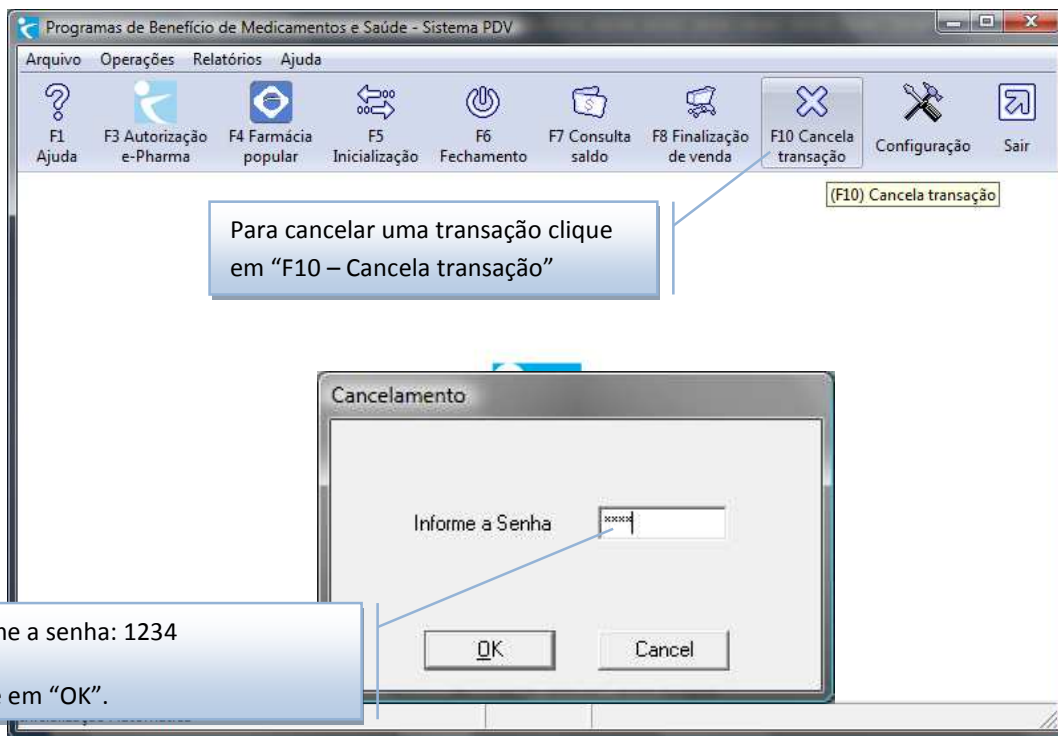 Programas de Benefício de Medicamentos e Saúde - Sistema PDV
Arquivo Operações Relatórios Ajuda
F1 Ajuda
F3 Autorização e-Pharma
F4 Farmácia popular
F5 Inicialização
F6 Fechamento
F7 Consulta saldo
F8 Finalização de venda
F10 Cancela transação
Configuração
Sair
(F10) Cancela transação
Para cancelar uma transação clique
em “F10 – Cancela transação”
Cancelamento
Informe a Senha xxxx
me a senha: 1234
OK Cancel
e em “OK”.